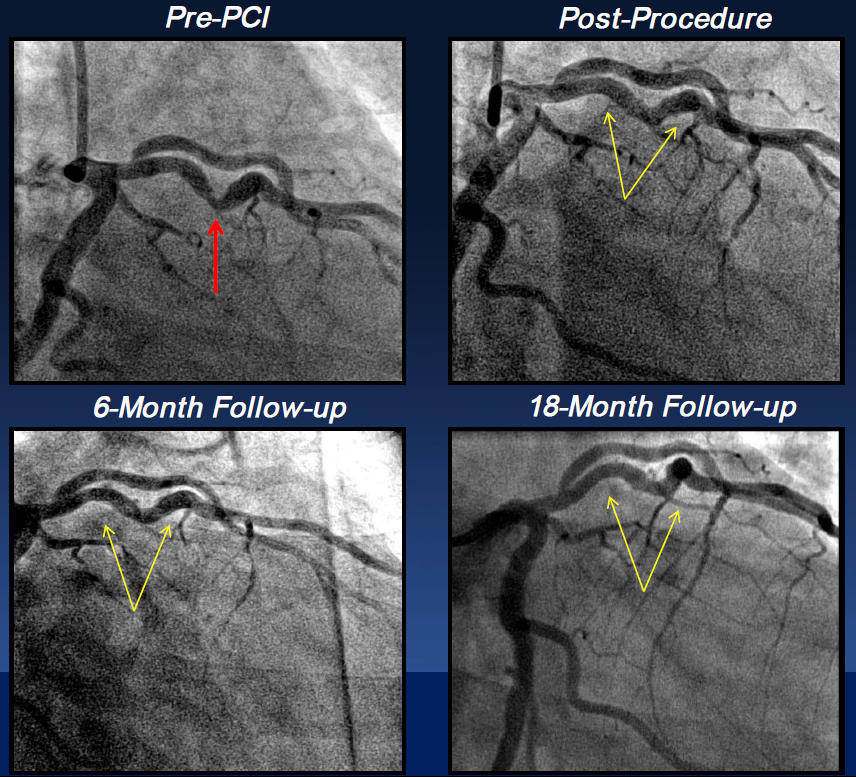 Pre-PCI
Post-Procedure
6-Month Follow-up
18-Month Follow-up